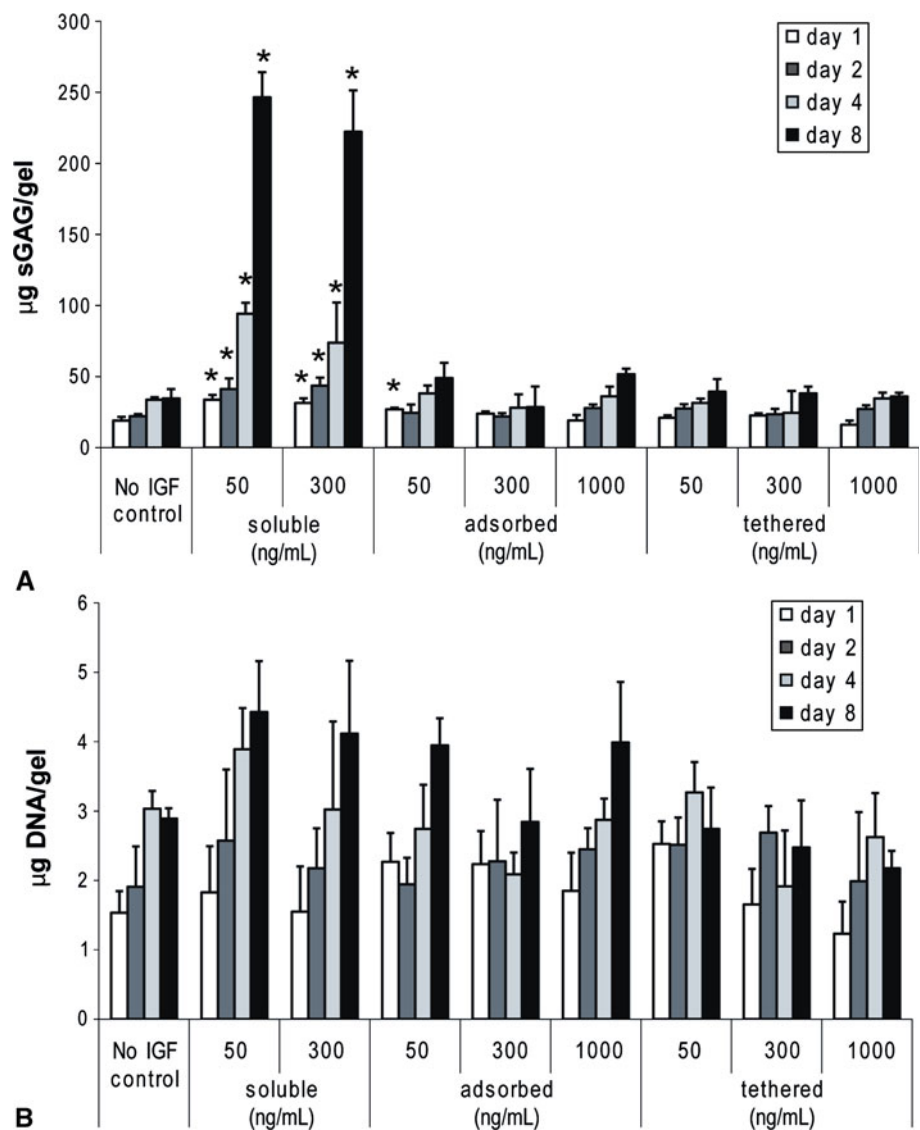 300
250
200
150
100
50
0
µg sGAG/gel
day 1
day 2
day 4
day 8
* * * *
* * * *
*
No IGF
control
50 300 50 300 1000 50 300 1000
soluble adsorbed tethered
(ng/mL) (ng/mL) (ng/mL)
A
6
5
4
3
2
1
0
µg DNA/gel
day 1
day 2
day 4
day 8
No IGF
control
50 300 50 300 1000 50 300 1000
soluble adsorbed tethered
(ng/mL) (ng/mL) (ng/mL)
B